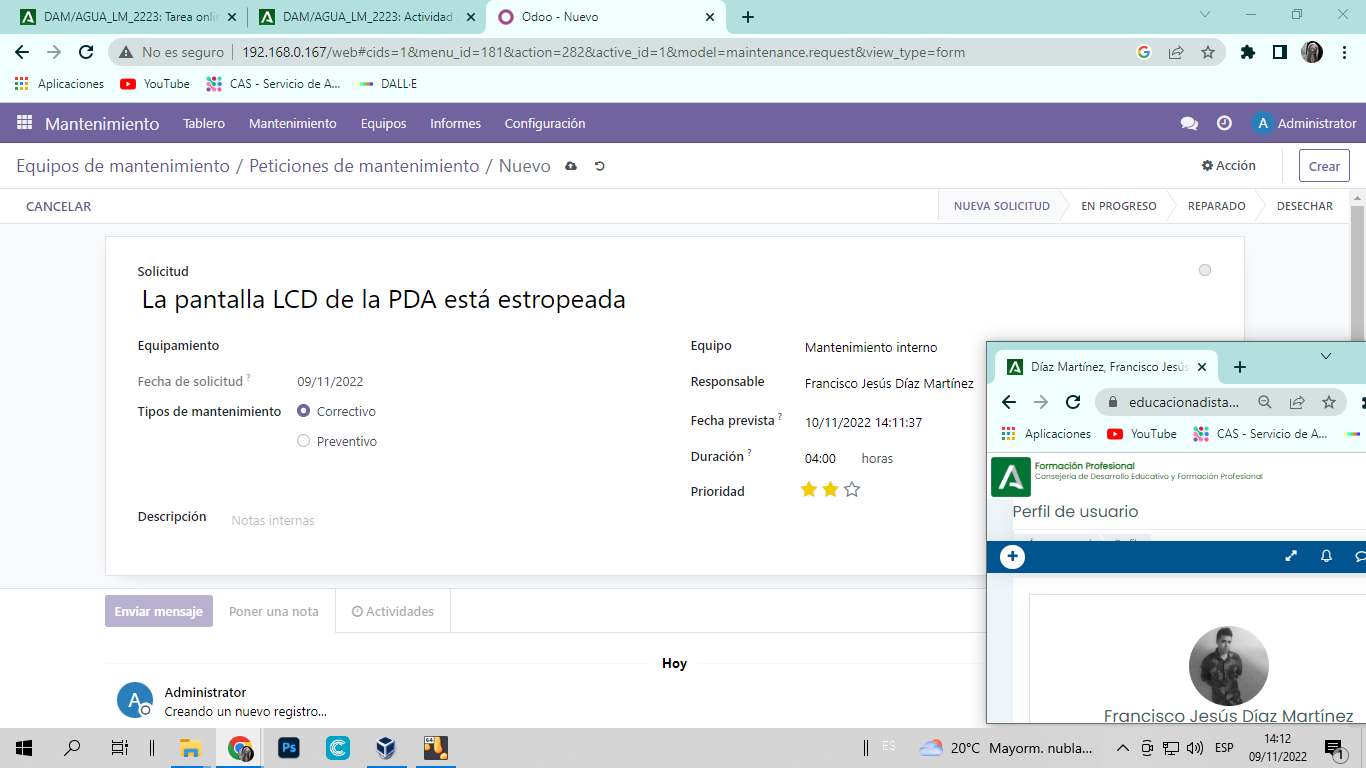 DAM/AGUA_LM_2223: Tarea onlin
DAM/AGUA_LM_2223: Actividad
Odoo - Nuevo
No es seguro
192.168.0.167/web#cids=1&menu_id=181&action=282&active_id=1&model=maintenance.request&view_type=form
Aplicaciones
YouTube
CAS - Servicio de A...
DALL·E
Mantenimiento
Tablero
Mantenimiento
Equipos
Informes
Configuración
A
Administrator
Equipos de mantenimiento / Peticiones de mantenimiento / Nuevo
Acción
Crear
CANCELAR
NUEVA SOLICITUD
EN PROGRESO
REPARADO
DESECHAR
Solicitud
La pantalla LCD de la PDA está estropeada
Equipamiento
Fecha de solicitud ?
09/11/2022
Tipos de mantenimiento
Correctivo
Preventivo
Descripción
Notas internas
Equipo
Mantenimiento interno
Responsable
Francisco Jesús Díaz Martínez
Fecha prevista ?
10/11/2022 14:11:37
Duración ?
04:00
horas
Prioridad
Enviar mensaje
Poner una nota
Actividades
Hoy
A
Administrator
Creando un nuevo registro...
Díaz Martínez, Francisco Jesús
educacionadista...
Aplicaciones
YouTube
CAS - Servicio de A...
Formación Profesional
Consejería de Desarrollo Educativo y Formación Profesional
Perfil de usuario
Francisco Jesús Díaz Martínez
Ps
64
ES
20°C
Mayorm. nubla...
ESP
14:12
09/11/2022
1